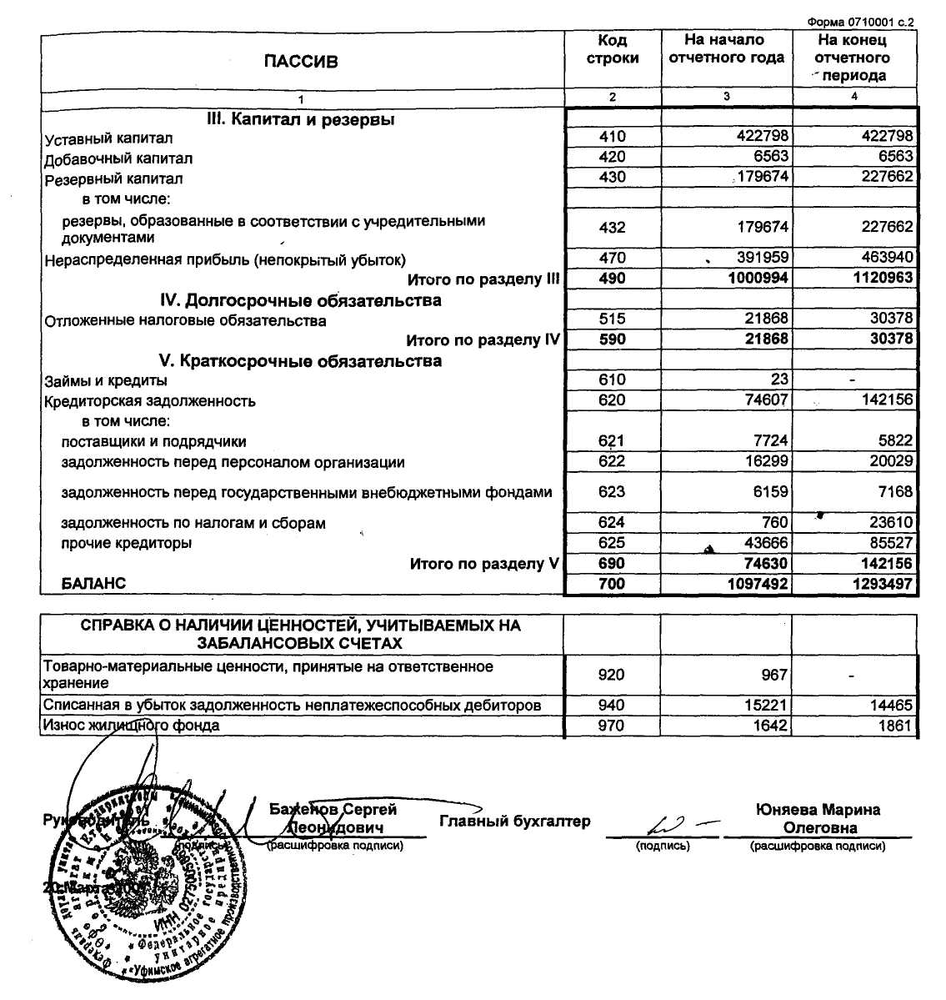 Форма 0710001 с.2
ПАССИВ Код строки На начало отчетного года На конец отчетного периода
1 2 3 4
III. Капитал и резервы
Уставный капитал 410 422798 422798
Добавочный капитал 420 6563 6563
Резервный капитал 430 179674 227662
в том числе:
резервы, образованные в соответствии с учредительными
документами 432 179674 227662
Нераспределенная прибыль (непокрытый убыток) 470 391959 463940
Итого по разделу III 490 1000994 1120963
IV. Долгосрочные обязательства
Отложенные налоговые обязательства 515 21868 30378
Итого по разделу IV 590 21868 30378
V. Краткосрочные обязательства
Займы и кредиты 610 23 -
Кредиторская задолженность 620 74607 142156
в том числе:
поставщики и подрядчики 621 7724 5822
задолженность перед персоналом организации 622 16299 20029
задолженность перед государственными внебюджетными фондами 623 6159 7168
задолженность по налогам и сборам 624 760 23610
прочие кредиторы 625 43666 85527
Итого по разделу V 690 74630 142156
БАЛАНС 700 1097492 1293497
СПРАВКА О НАЛИЧИИ ЦЕННОСТЕЙ, УЧИТЫВАЕМЫХ НА
ЗАБАЛАНСОВЫХ СЧЕТАХ
Товарно-материальные ценности, принятые на ответственное
хранение 920 967 -
Списанная в убыток задолженность неплатежеспособных дебиторов 940 15221 14465
Износ жилищного фонда 970 1642 1861
Руководитель Баженов Сергей Леонидович Главный бухгалтер Юняева Марина Олеговна
(подпись) (расшифровка подписи) (подпись) (расшифровка подписи)
20 Марта
ИНН
Федеральное государственное
унитарное предприятие
«Уфимское агрегатное производственное